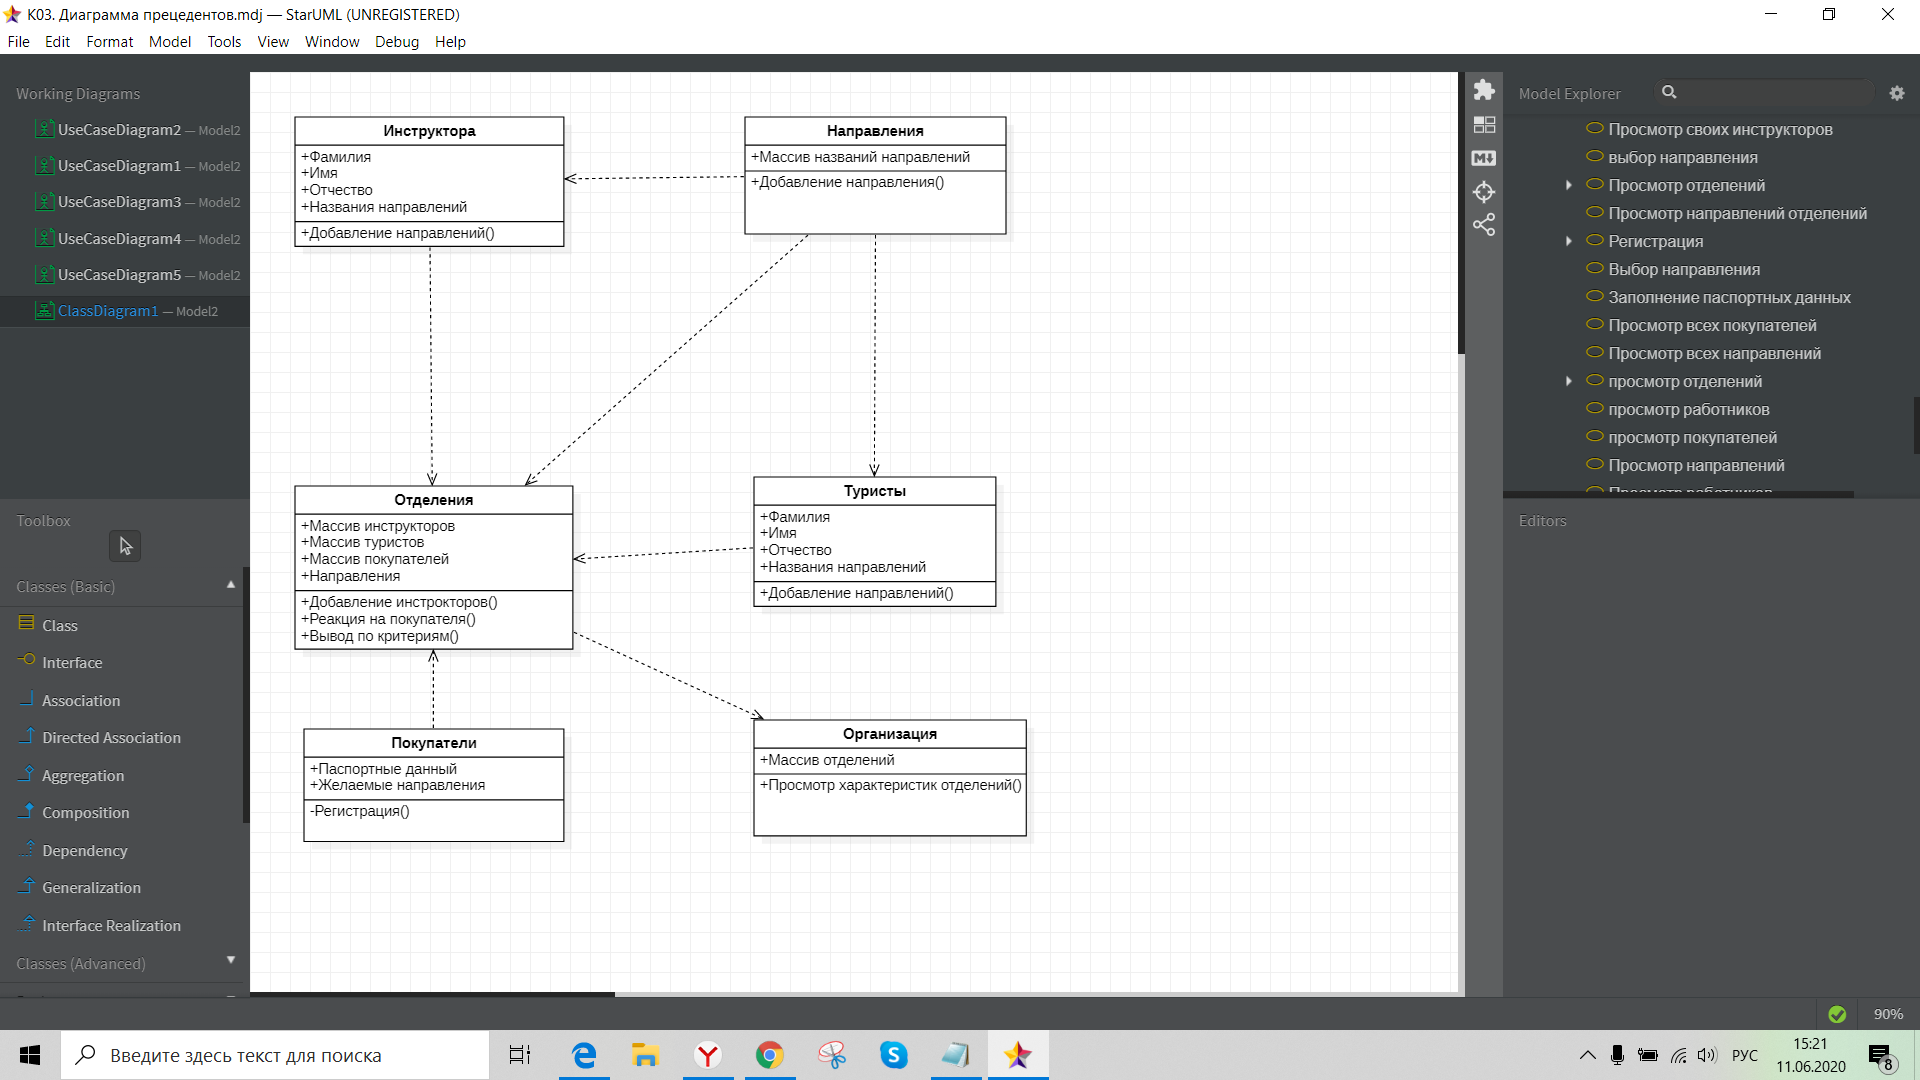 K03. Диаграмма прецедентов.mdj — StarUML (UNREGISTERED)
File Edit Format Model Tools View Window Debug Help
Working Diagrams
UseCaseDiagram2 — Model2
UseCaseDiagram1 — Model2
UseCaseDiagram3 — Model2
UseCaseDiagram4 — Model2
UseCaseDiagram5 — Model2
ClassDiagram1 — Model2
Toolbox
Classes (Basic)
Class
Interface
Association
Directed Association
Aggregation
Composition
Dependency
Generalization
Interface Realization
Classes (Advanced)
Инструктора
+Фамилия
+Имя
+Отчество
+Названия направлений
+Добавление направлений()
Направления
+Массив названий направлений
+Добавление направления()
Отделения
+Массив инструкторов
+Массив туристов
+Массив покупателей
+Направления
+Добавление инстрокторов()
+Реакция на покупателя()
+Вывод по критериям()
Туристы
+Фамилия
+Имя
+Отчество
+Названия направлений
+Добавление направлений()
Покупатели
+Паспортные данный
+Желаемые направления
-Регистрация()
Организация
+Массив отделений
+Просмотр характеристик отделений()
Model Explorer
Просмотр своих инструкторов
выбор направления
Просмотр отделений
Просмотр направлений отделений
Регистрация
Выбор направления
Заполнение паспортных данных
Просмотр всех покупателей
Просмотр всех направлений
просмотр отделений
просмотр работников
просмотр покупателей
Просмотр направлений
Просмотр работников
Editors
90%
Введите здесь текст для поиска
РУС
15:21
11.06.2020
8